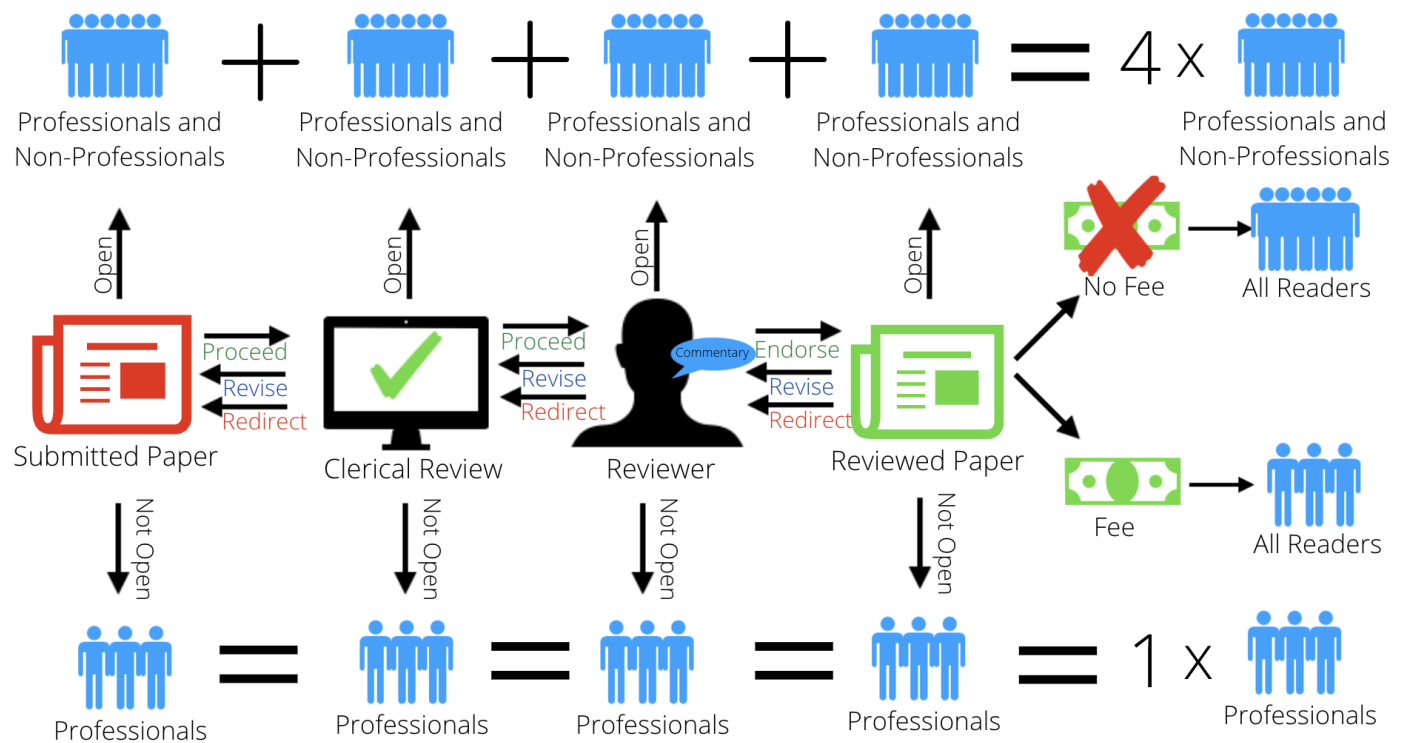 4 x
Professionals and
Non-Professionals
Professionals and
Non-Professionals
Professionals and
Non-Professionals
Professionals and
Non-Professionals
Professionals and
Non-Professionals
Open
Open
Open
Open
No Fee
All Readers
Proceed
Revise
Redirect
Proceed
Revise
Redirect
Commentary
Endorse
Revise
Redirect
Submitted Paper
Clerical Review
Reviewer
Reviewed Paper
Fee
All Readers
Not Open
Not Open
Not Open
Not Open
1 x
Professionals
Professionals
Professionals
Professionals
Professionals